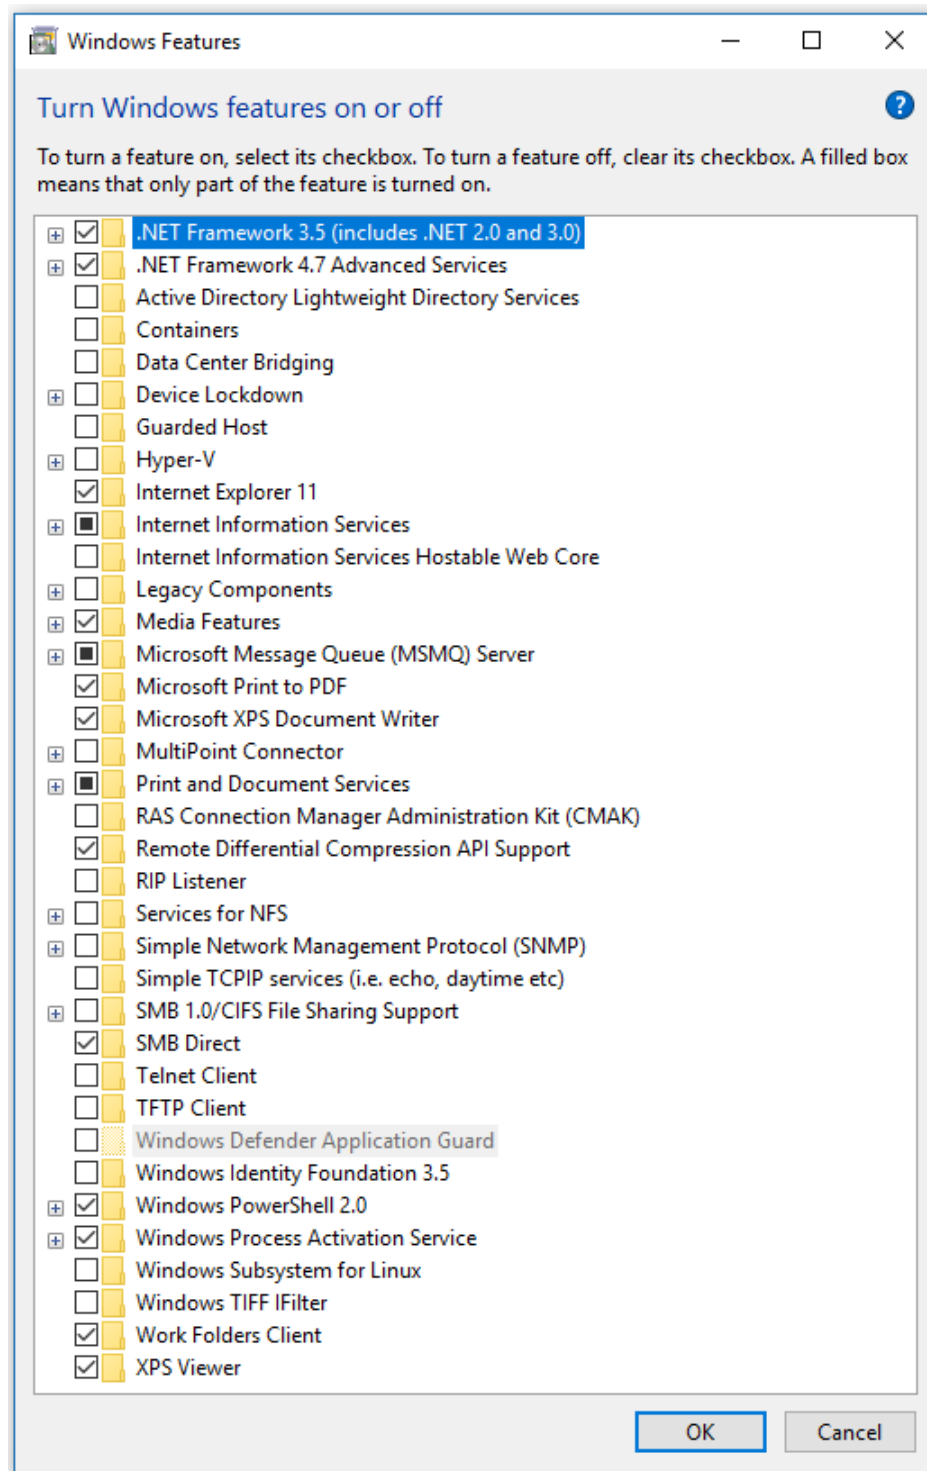 Windows Features
Turn Windows features on or off
To turn a feature on, select its checkbox. To turn a feature off, clear its checkbox. A filled box
means that only part of the feature is turned on.
.NET Framework 3.5 (includes .NET 2.0 and 3.0)
.NET Framework 4.7 Advanced Services
Active Directory Lightweight Directory Services
Containers
Data Center Bridging
Device Lockdown
Guarded Host
Hyper-V
Internet Explorer 11
Internet Information Services
Internet Information Services Hostable Web Core
Legacy Components
Media Features
Microsoft Message Queue (MSMQ) Server
Microsoft Print to PDF
Microsoft XPS Document Writer
MultiPoint Connector
Print and Document Services
RAS Connection Manager Administration Kit (CMAK)
Remote Differential Compression API Support
RIP Listener
Services for NFS
Simple Network Management Protocol (SNMP)
Simple TCPIP services (i.e. echo, daytime etc)
SMB 1.0/CIFS File Sharing Support
SMB Direct
Telnet Client
TFTP Client
Windows Defender Application Guard
Windows Identity Foundation 3.5
Windows PowerShell 2.0
Windows Process Activation Service
Windows Subsystem for Linux
Windows TIFF IFilter
Work Folders Client
XPS Viewer
OK Cancel